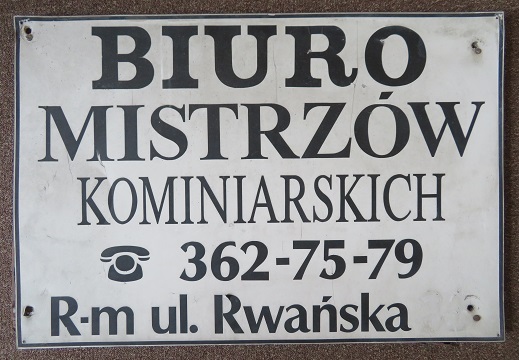 BIURO
MISTRZÓW
KOMINIARSKICH
362-75-79
R-m ul. Rwańska